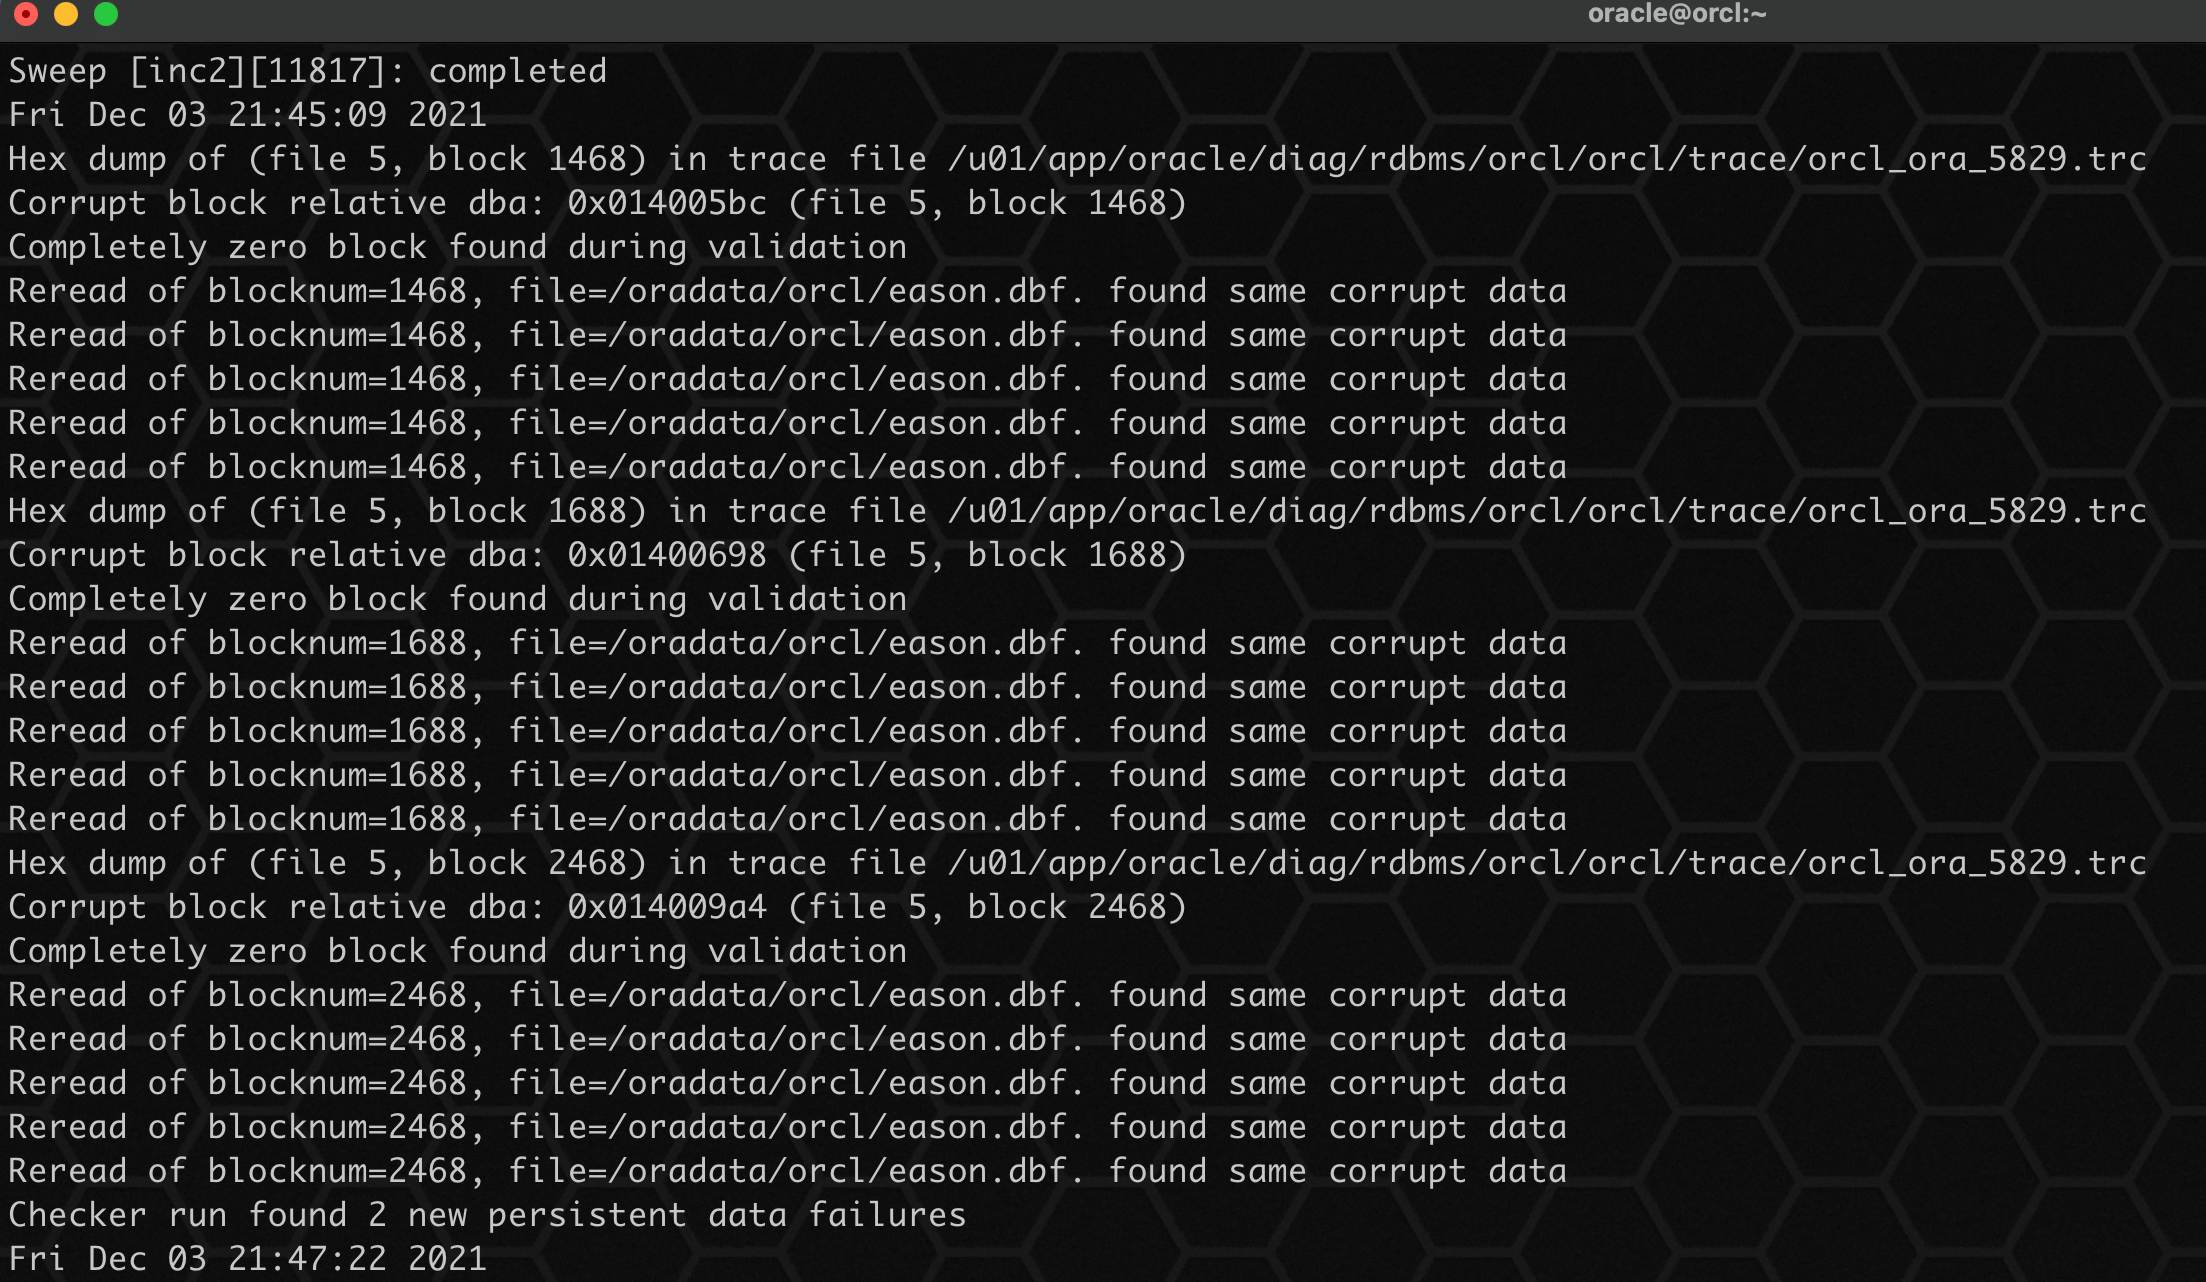 oracle@orcl:~
Sweep [inc2][11817]: completed
Fri Dec 03 21:45:09 2021
Hex dump of (file 5, block 1468) in trace file /u01/app/oracle/diag/rdbms/orcl/orcl/trace/orcl_ora_5829.trc
Corrupt block relative dba: 0x014005bc (file 5, block 1468)
Completely zero block found during validation
Reread of blocknum=1468, file=/oradata/orcl/eason.dbf. found same corrupt data
Reread of blocknum=1468, file=/oradata/orcl/eason.dbf. found same corrupt data
Reread of blocknum=1468, file=/oradata/orcl/eason.dbf. found same corrupt data
Reread of blocknum=1468, file=/oradata/orcl/eason.dbf. found same corrupt data
Reread of blocknum=1468, file=/oradata/orcl/eason.dbf. found same corrupt data
Hex dump of (file 5, block 1688) in trace file /u01/app/oracle/diag/rdbms/orcl/orcl/trace/orcl_ora_5829.trc
Corrupt block relative dba: 0x01400698 (file 5, block 1688)
Completely zero block found during validation
Reread of blocknum=1688, file=/oradata/orcl/eason.dbf. found same corrupt data
Reread of blocknum=1688, file=/oradata/orcl/eason.dbf. found same corrupt data
Reread of blocknum=1688, file=/oradata/orcl/eason.dbf. found same corrupt data
Reread of blocknum=1688, file=/oradata/orcl/eason.dbf. found same corrupt data
Reread of blocknum=1688, file=/oradata/orcl/eason.dbf. found same corrupt data
Hex dump of (file 5, block 2468) in trace file /u01/app/oracle/diag/rdbms/orcl/orcl/trace/orcl_ora_5829.trc
Corrupt block relative dba: 0x014009a4 (file 5, block 2468)
Completely zero block found during validation
Reread of blocknum=2468, file=/oradata/orcl/eason.dbf. found same corrupt data
Reread of blocknum=2468, file=/oradata/orcl/eason.dbf. found same corrupt data
Reread of blocknum=2468, file=/oradata/orcl/eason.dbf. found same corrupt data
Reread of blocknum=2468, file=/oradata/orcl/eason.dbf. found same corrupt data
Reread of blocknum=2468, file=/oradata/orcl/eason.dbf. found same corrupt data
Checker run found 2 new persistent data failures
Fri Dec 03 21:47:22 2021